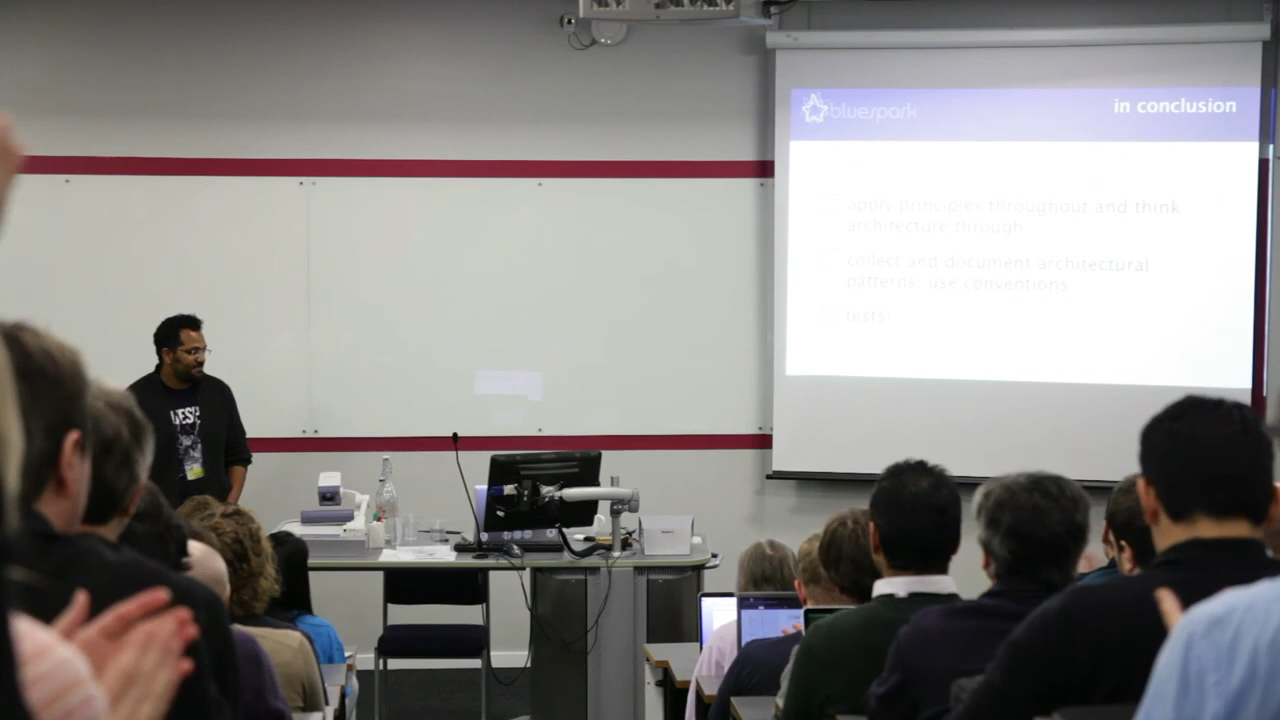 bluespark
in conclusion
apply principles throughout and think
architecture through
collect and document architectural
patterns, use conventions
tests